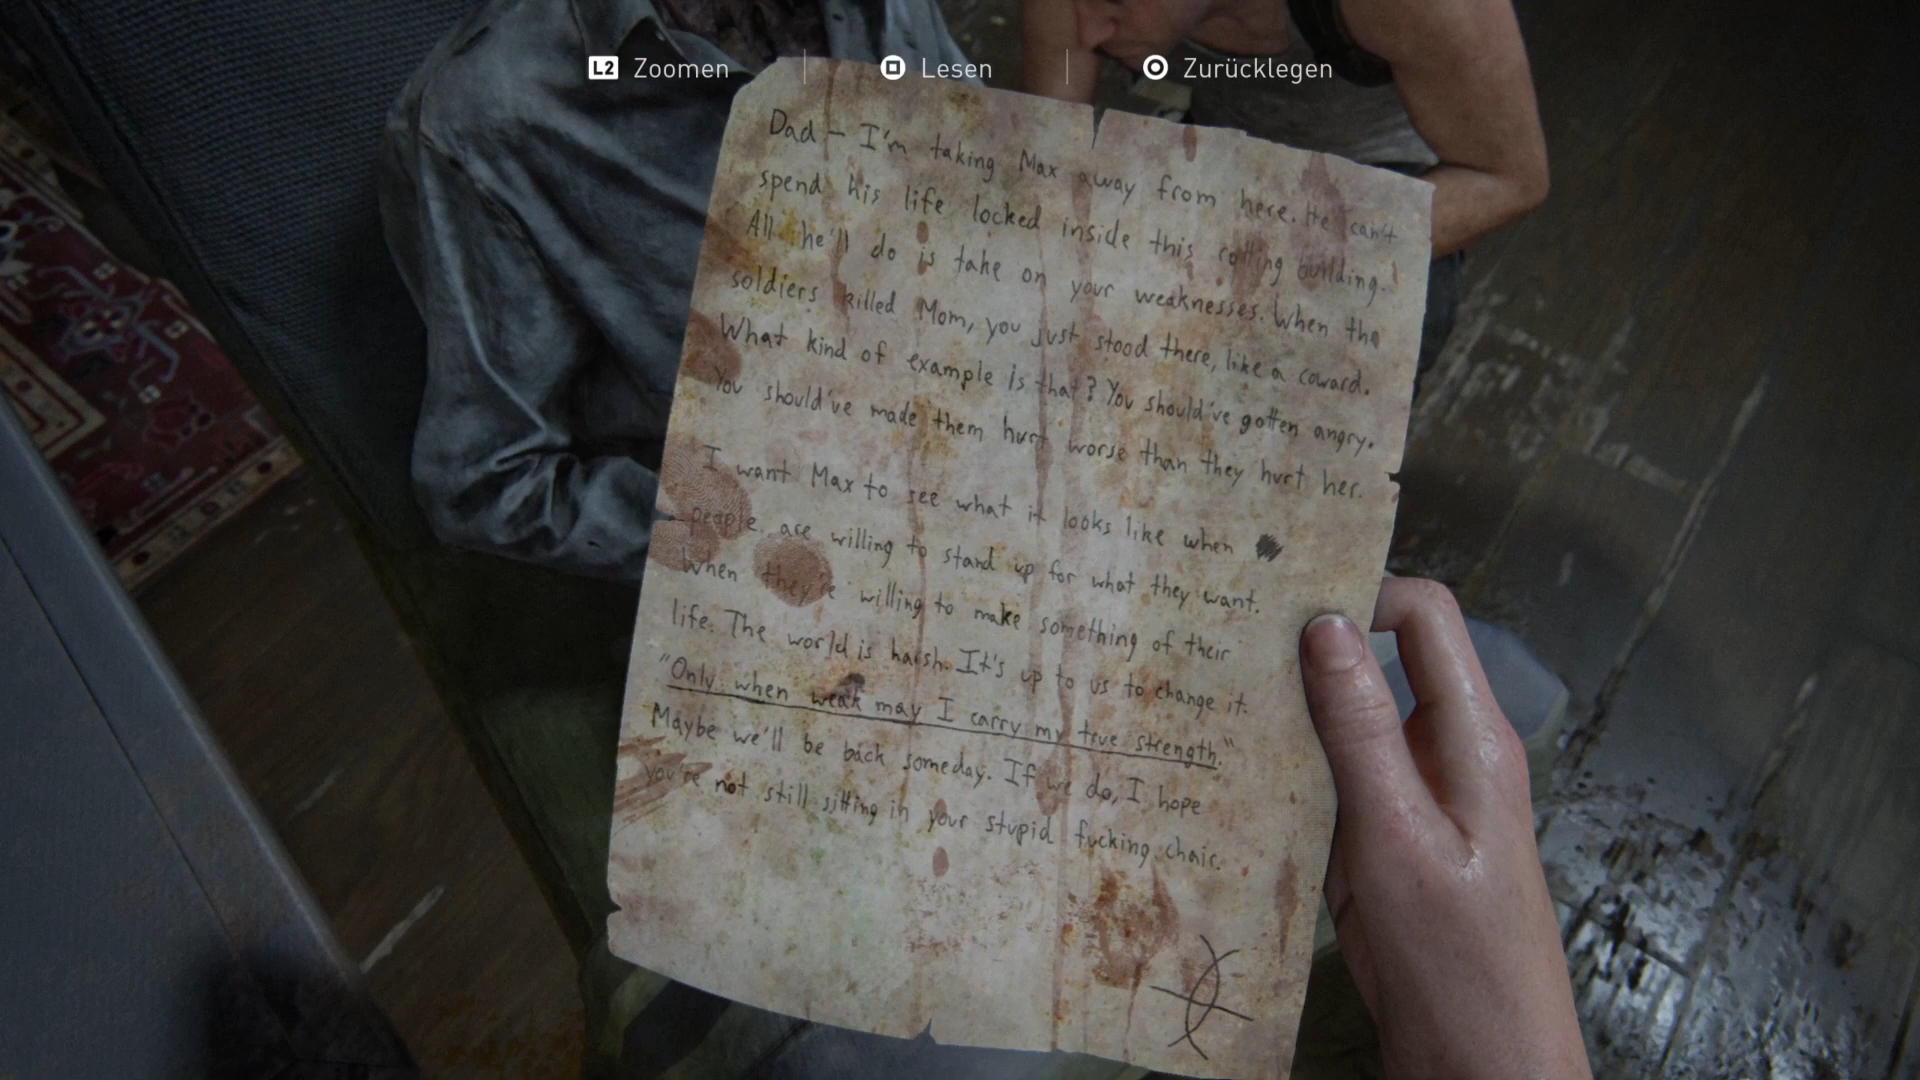 L2 Zoomen Lesen Zurücklegen
Dad – I'm taking Max away from here. He can't
spend his life locked inside this rotting building.
All he'll do is take on your weaknesses. When the
soldiers killed Mom, you just stood there, like a coward.
What kind of example is that? You should've gotten angry.
You should've made them hurt worse than they hurt her.
I want Max to see what it looks like when
people are willing to stand up for what they want.
When they're willing to make something of their
life. The world is harsh. It's up to us to change it.
"Only when weak may I carry my true strength."
Maybe we'll be back someday. If we do, I hope
you're not still sitting in your stupid fucking chair.